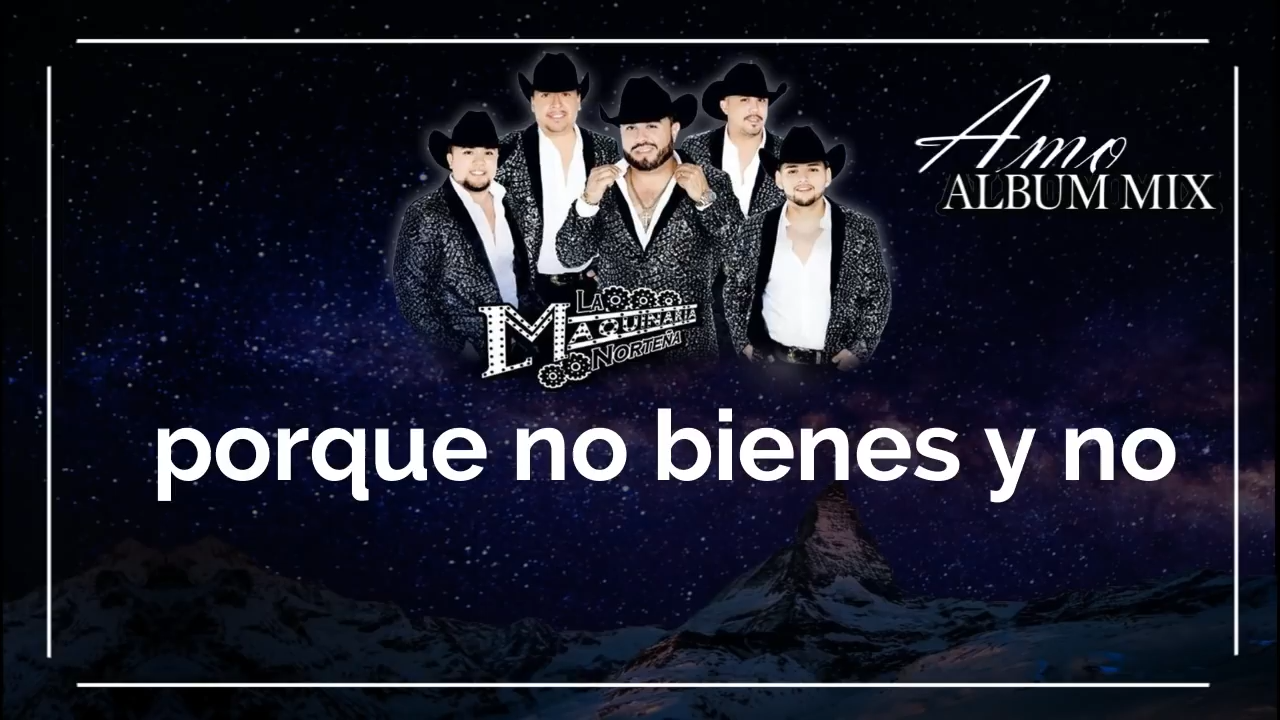 Amo
ALBUM MIX
LA
MAQUINARIA
NORTEÑA
porque no bienes y no